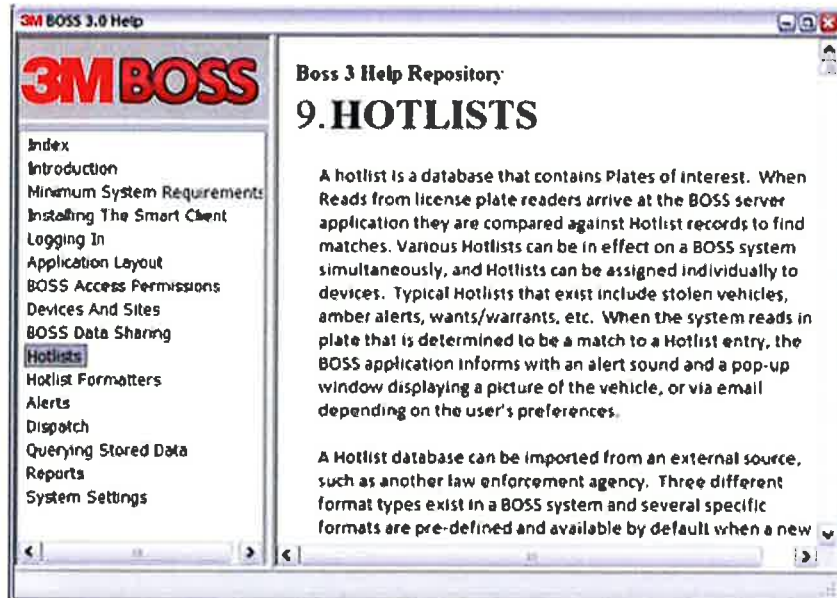 3M BOSS 3.0 Help
3M BOSS
Index
Introduction
Minimum System Requirements
Installing The Smart Client
Logging In
Application Layout
BOSS Access Permissions
Devices And Sites
BOSS Data Sharing
Hotlists
Hotlist Formatters
Alerts
Dispatch
Querying Stored Data
Reports
System Settings
Boss 3 Help Repository
9. HOTLISTS
A hotlist is a database that contains Plates of interest. When
Reads from license plate readers arrive at the BOSS server
application they are compared against Hotlist records to find
matches. Various Hotlists can be in effect on a BOSS system
simultaneously, and Hotlists can be assigned individually to
devices. Typical Hotlists that exist include stolen vehicles,
amber alerts, wants/warrants, etc. When the system reads in
plate that is determined to be a match to a Hotlist entry, the
BOSS application informs with an alert sound and a pop-up
window displaying a picture of the vehicle, or via email
depending on the user's preferences.
A Hotlist database can be imported from an external source,
such as another law enforcement agency. Three different
format types exist in a BOSS system and several specific
formats are pre-defined and available by default when a new